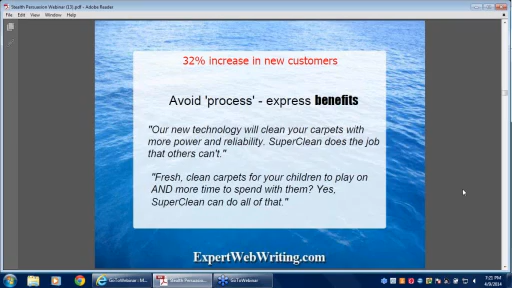 Stealth Persuasion Webinar (13).pdf - Adobe Reader
File Edit View Window Help
32% increase in new customers
Avoid 'process' - express benefits
"Our new technology will clean your carpets with
more power and reliability. SuperClean does the job
that others can't."
"Fresh, clean carpets for your children to play on
AND more time to spend with them? Yes,
SuperClean can do all of that."
ExpertWebWriting.com
GoToWebinar : M...
Stealth Persuasion...
GoToWebinar
7:21 PM